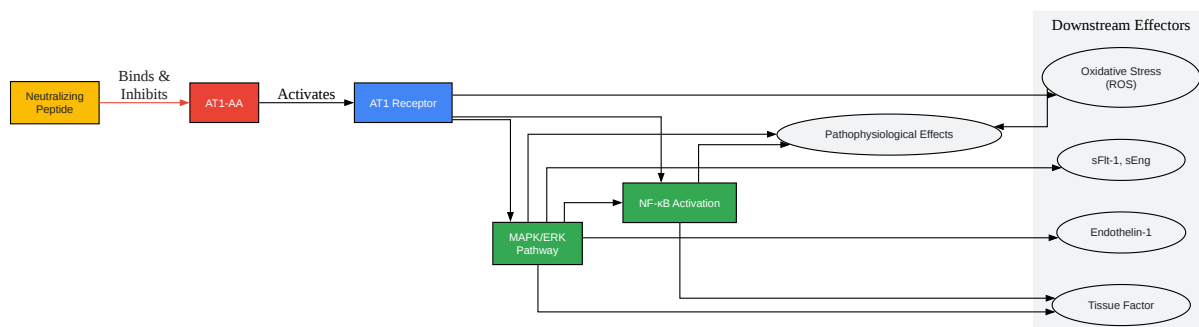 Downstream Effectors
Oxidative Stress
(ROS)
Binds &
Inhibits
Neutralizing
Peptide
AT1-AA
Activates
AT1 Receptor
Pathophysiological Effects
sFlt-1, sEng
NF-κB Activation
MAPK/ERK
Pathway
Endothelin-1
Tissue Factor